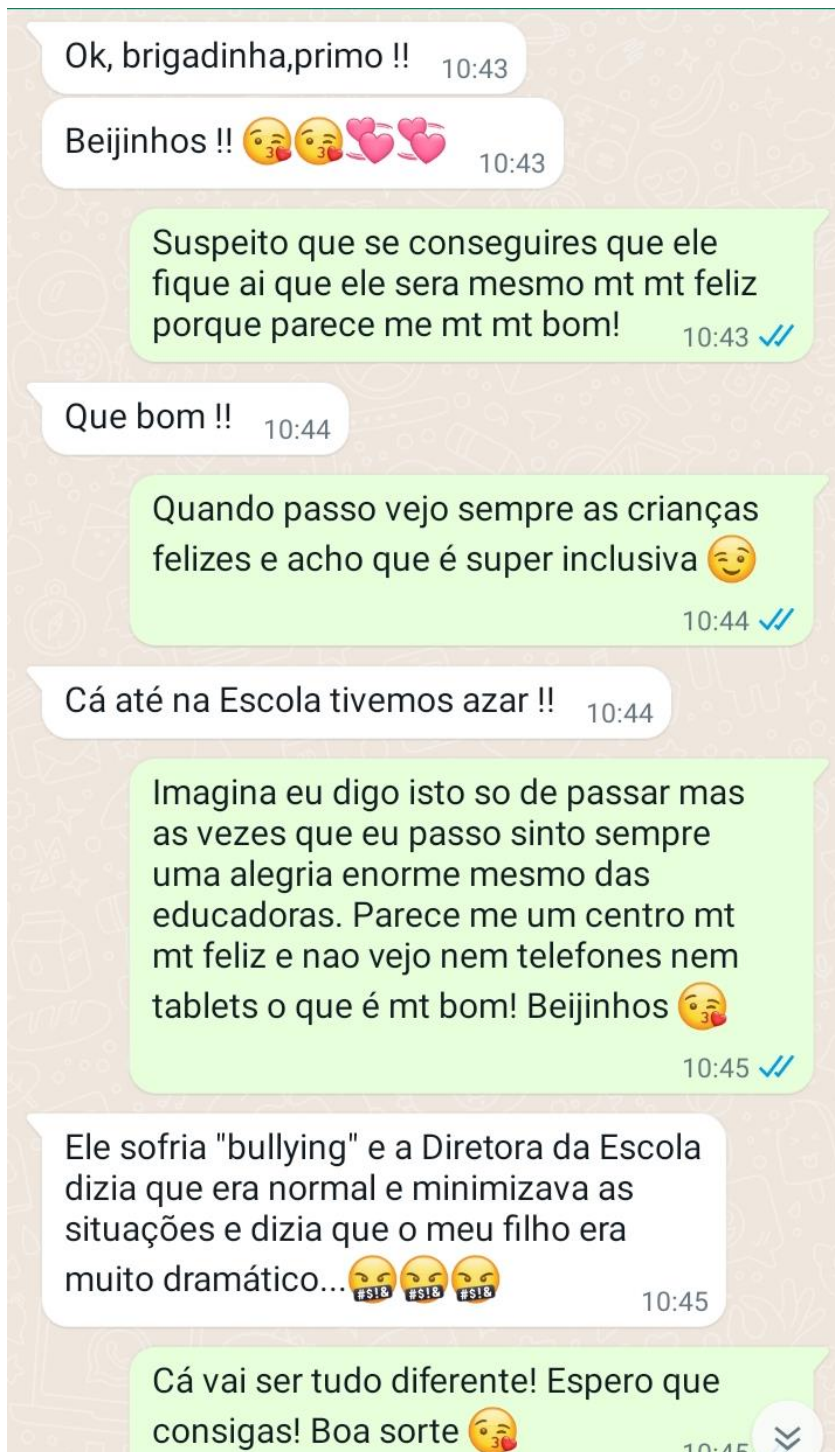 Ok, brigadinha,primo !! 10:43
Beijinhos !! 😘😘💞💞 10:43
Suspeito que se conseguires que ele
fique ai que ele sera mesmo mt mt feliz
porque parece me mt mt bom! 10:43
Que bom !! 10:44
Quando passo vejo sempre as crianças
felizes e acho que é super inclusiva 😉
10:44
Cá até na Escola tivemos azar !! 10:44
Imagina eu digo isto so de passar mas
as vezes que eu passo sinto sempre
uma alegria enorme mesmo das
educadoras. Parece me um centro mt
mt feliz e nao vejo nem telefones nem
tablets o que é mt bom! Beijinhos 😘
10:45
Ele sofria "bullying" e a Diretora da Escola
dizia que era normal e minimizava as
situações e dizia que o meu filho era
muito dramático...🤬🤬🤬
10:45
Cá vai ser tudo diferente! Espero que
consigas! Boa sorte 😘 10:45